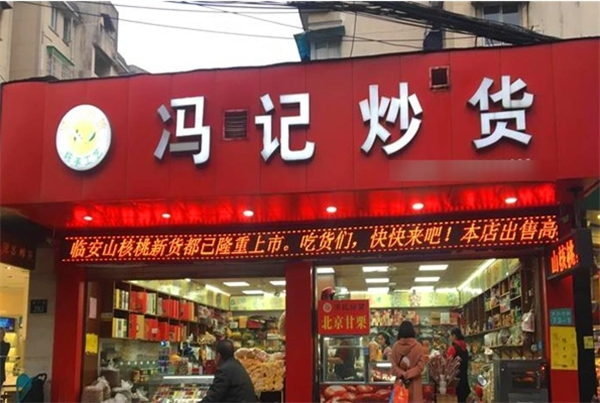 冯记炒货
临安山核桃新货都已隆重上市。吃货们，快快来吧！本店出售高
山核桃
北京甘栗